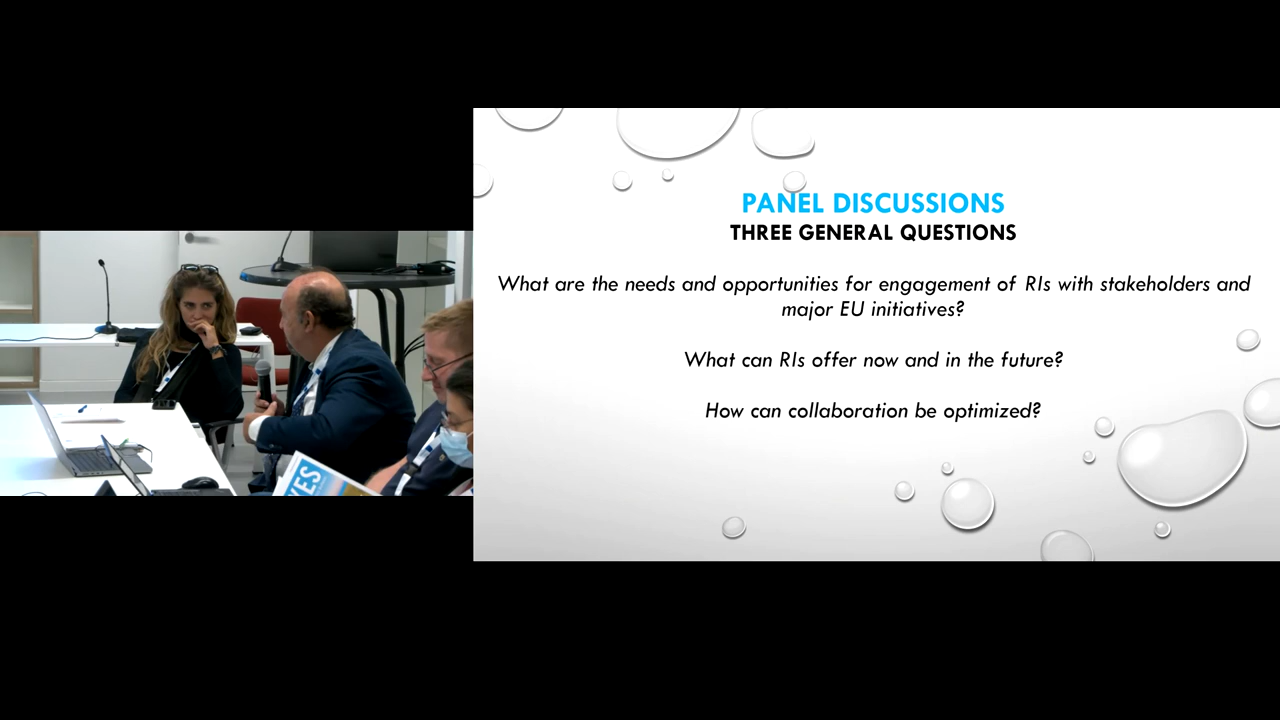 PANEL DISCUSSIONS
THREE GENERAL QUESTIONS
What are the needs and opportunities for engagement of RIs with stakeholders and
major EU initiatives?
What can RIs offer now and in the future?
How can collaboration be optimized?